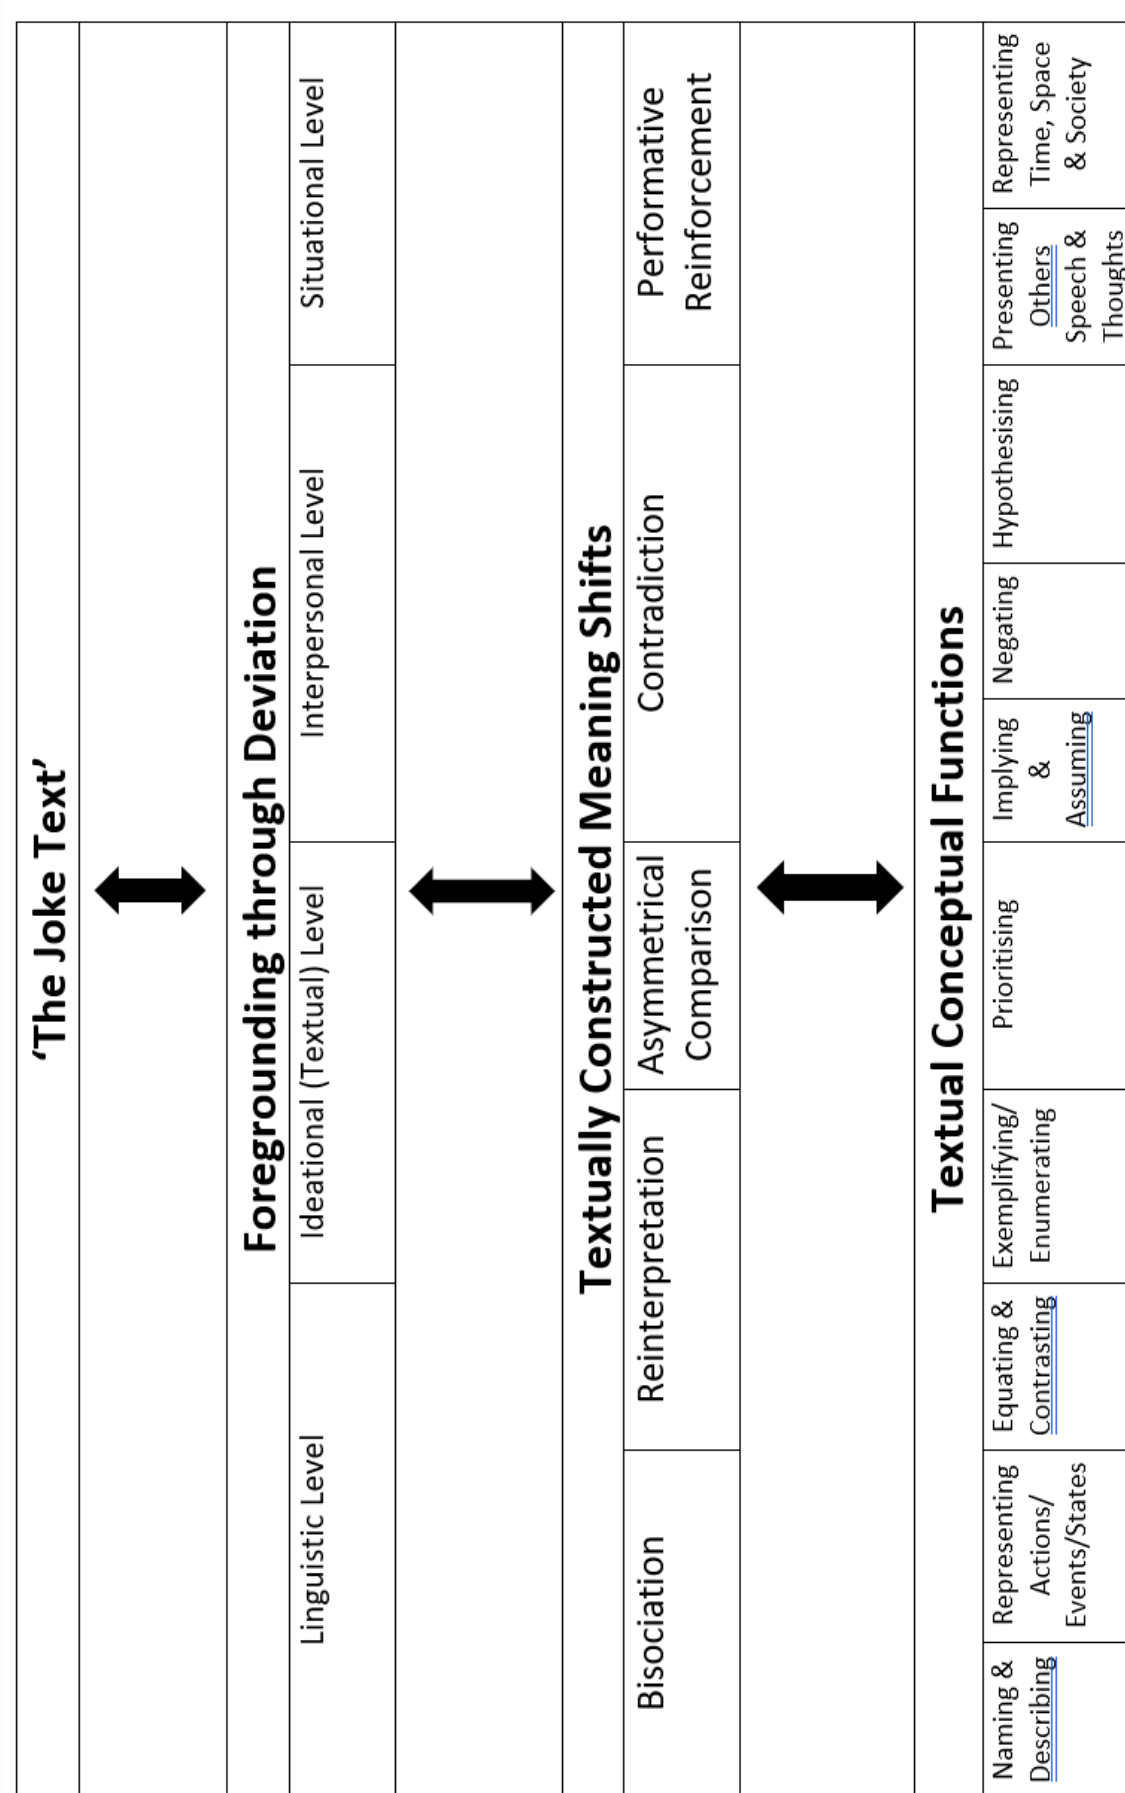 ‘The Joke Text’
Foregrounding through Deviation
Linguistic Level
Ideational (Textual) Level
Interpersonal Level
Situational Level
Textually Constructed Meaning Shifts
Bisociation
Reinterpretation
Asymmetrical
Comparison
Contradiction
Performative
Reinforcement
Textual Conceptual Functions
Naming &
Describing
Representing
Actions/
Events/States
Equating &
Contrasting
Exemplifying/
Enumerating
Prioritising
Implying
&
Assuming
Negating
Hypothesising
Presenting
Others
Speech &
Thoughts
Representing
Time, Space
& Society